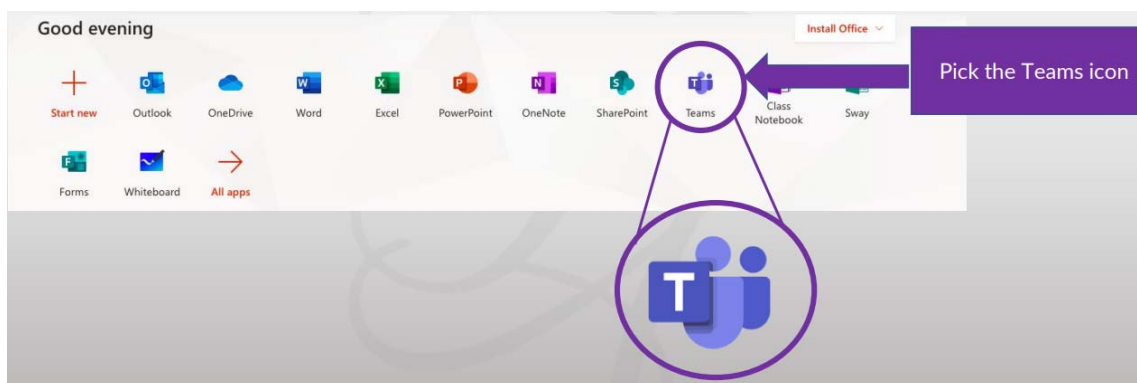 Good evening
Install Office
Pick the Teams icon
Start new
Outlook
OneDrive
Word
Excel
PowerPoint
OneNote
SharePoint
Teams
Class
Notebook
Sway
Forms
Whiteboard
All apps
T